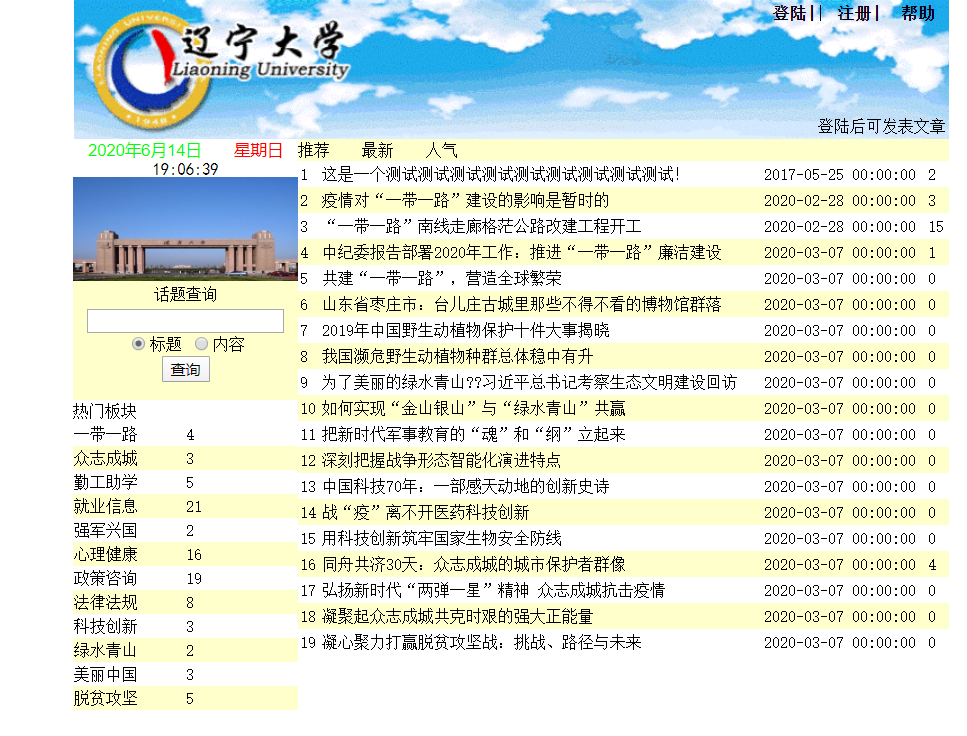 登陆|| 注册| 帮助
辽宁大学
Liaoning University
UNIVERSITY
1948
登陆后可发表文章
2020年6月14日 星期日
19:06:39
推荐 最新 人气
话题查询
标题 内容
查询
热门板块
一带一路 4
众志成城 3
勤工助学 5
就业信息 21
强军兴国 2
心理健康 16
政策咨询 19
法律法规 8
科技创新 3
绿水青山 2
美丽中国 3
脱贫攻坚 5
1 这是一个测试测试测试测试测试测试测试测试测试! 2017-05-25 00:00:00 2
2 疫情对“一带一路”建设的影响是暂时的 2020-02-28 00:00:00 3
3 “一带一路”南线走廊格茫公路改建工程开工 2020-02-28 00:00:00 15
4 中纪委报告部署2020年工作：推进“一带一路”廉洁建设 2020-03-07 00:00:00 1
5 共建“一带一路”，营造全球繁荣 2020-03-07 00:00:00 0
6 山东省枣庄市：台儿庄古城里那些不得不看的博物馆群落 2020-03-07 00:00:00 0
7 2019年中国野生动植物保护十件大事揭晓 2020-03-07 00:00:00 0
8 我国濒危野生动植物种群总体稳中有升 2020-03-07 00:00:00 0
9 为了美丽的绿水青山??习近平总书记考察生态文明建设回访 2020-03-07 00:00:00 0
10 如何实现“金山银山”与“绿水青山”共赢 2020-03-07 00:00:00 0
11 把新时代军事教育的“魂”和“纲”立起来 2020-03-07 00:00:00 0
12 深刻把握战争形态智能化演进特点 2020-03-07 00:00:00 0
13 中国科技70年：一部感天动地的创新史诗 2020-03-07 00:00:00 0
14 战“疫”离不开医药科技创新 2020-03-07 00:00:00 0
15 用科技创新筑牢国家生物安全防线 2020-03-07 00:00:00 0
16 同舟共济30天：众志成城的城市保护者群像 2020-03-07 00:00:00 4
17 弘扬新时代“两弹一星”精神 众志成城抗击疫情 2020-03-07 00:00:00 0
18 凝聚起众志成城共克时艰的强大正能量 2020-03-07 00:00:00 0
19 凝心聚力打赢脱贫攻坚战：挑战、路径与未来 2020-03-07 00:00:00 0